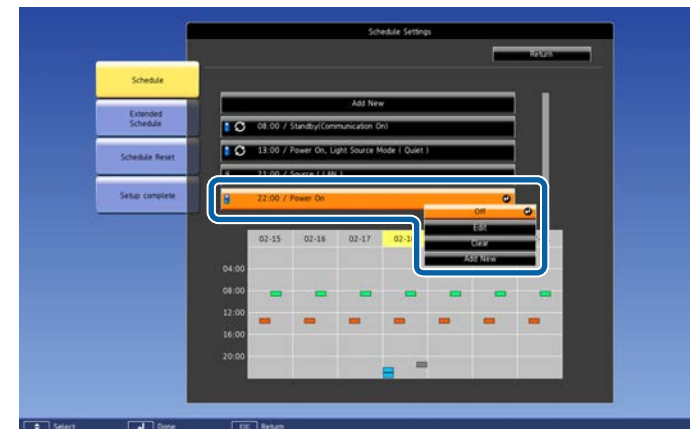 Schedule Settings
Return
Schedule
Extended
Schedule
Schedule Reset
Setup complete
Add New
08:00 / Standby(Communication On)
13:00 / Power On, Light Source Mode ( Quiet )
21:00 / Source ( LAN )
22:00 / Power On
Off
Edit
Clear
Add New
02-15 02-16 02-17
04:00
08:00
12:00
16:00
20:00
Select Done Esc Return